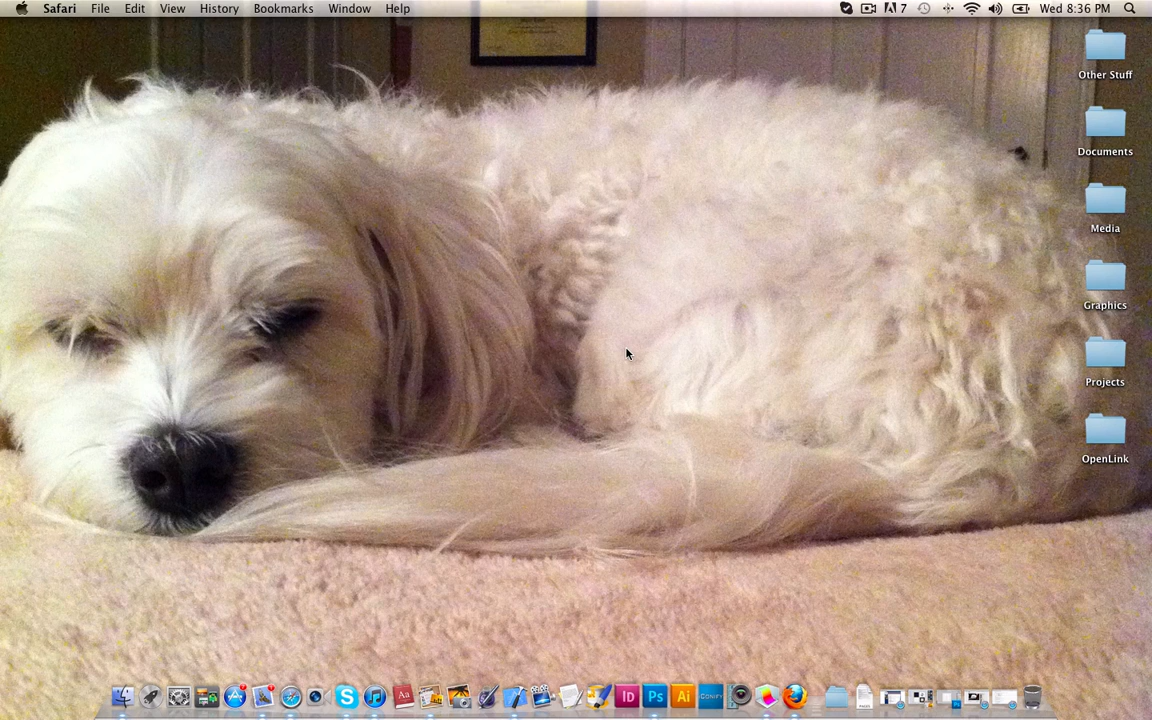 Safari File Edit View History Bookmarks Window Help 7 Wed 8:36 PM
Other Stuff
Documents
Media
Graphics
Projects
OpenLink
Aa ID Ps Ai